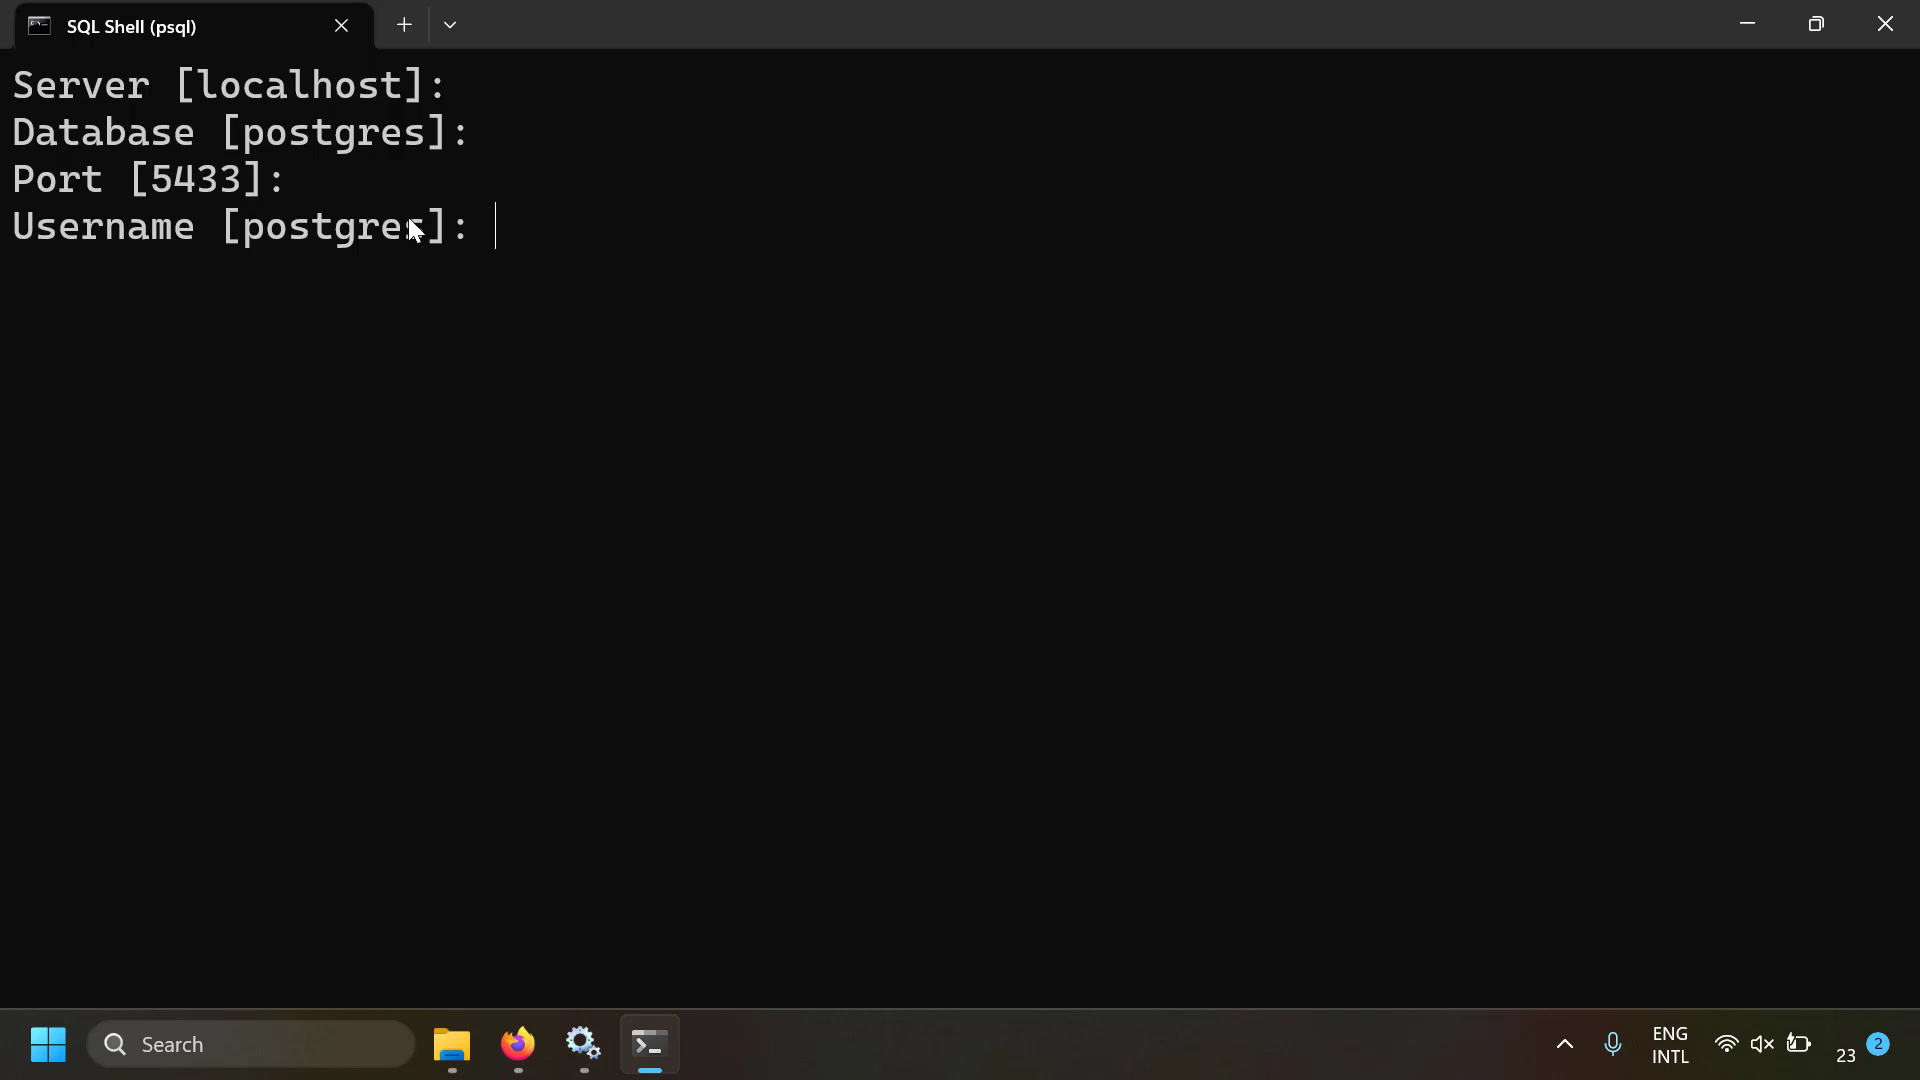 SQL Shell (psql)
Server [localhost]:
Database [postgres]:
Port [5433]:
Username [postgres]:
Search
ENG
INTL
23
2